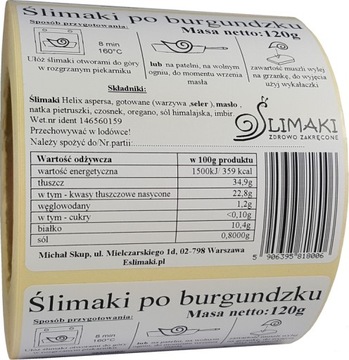 Ślimaki po burgundzku
Sposób przygotowania:
Masa netto:120g
8 min
160°C
Ułóż ślimaki otworami do góry
w rozgrzanym piekarniku
lub na patelni, na wolnym
ogniu, do momentu wrzenia
masła
zawartość muszli wylej
na grzankę, do wyjęcia
użyj wykałaczki
Składniki:
Ślimaki Helix aspersa, gotowane (warzywa ,seler ), masło ,
natka pietruszki, czosnek, oregano, sól himalajska, imbir
Wet.nr ident 146560159
Przechowywać w lodówce!
Należy spożyć do/Nr partii:
ŚLIMAKI
ZDROWO ZAKRĘCONE
Wartość odżywcza w 100g produktu
wartość energetyczna 1500kJ/ 359 kcal
tłuszcz 34,9g
w tym - kwasy tłuszczowe nasycone 22,8g
węglowodany 1,2g
w tym - cukry <0,10g
białko 10,4g
sól 0,8000g
Michał Skup, ul. Mielczarskiego 10, 02-798 Warszawa
Eslimaki.pl
5 906395 810006
Ślimaki po burgundzku
Sposób przygotowania:
Masa netto:120g
8 min
160°C